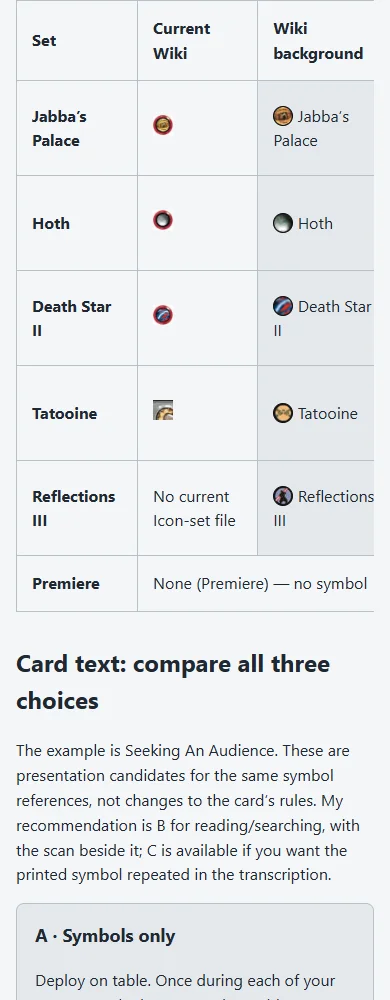 Set
Current
Wiki
Wiki
background
Jabba's
Palace
Jabba's
Palace
Hoth
Hoth
Death Star
II
Death Star
II
Tatooine
Tatooine
Reflections
III
No current
Icon-set file
Reflections
III
Premiere
None (Premiere) — no symbol
Card text: compare all three
choices
The example is Seeking An Audience. These are
presentation candidates for the same symbol
references, not changes to the card's rules. My
recommendation is B for reading/searching, with
the scan beside it; C is available if you want the
printed symbol repeated in the transcription.
A · Symbols only
Deploy on table. Once during each of your